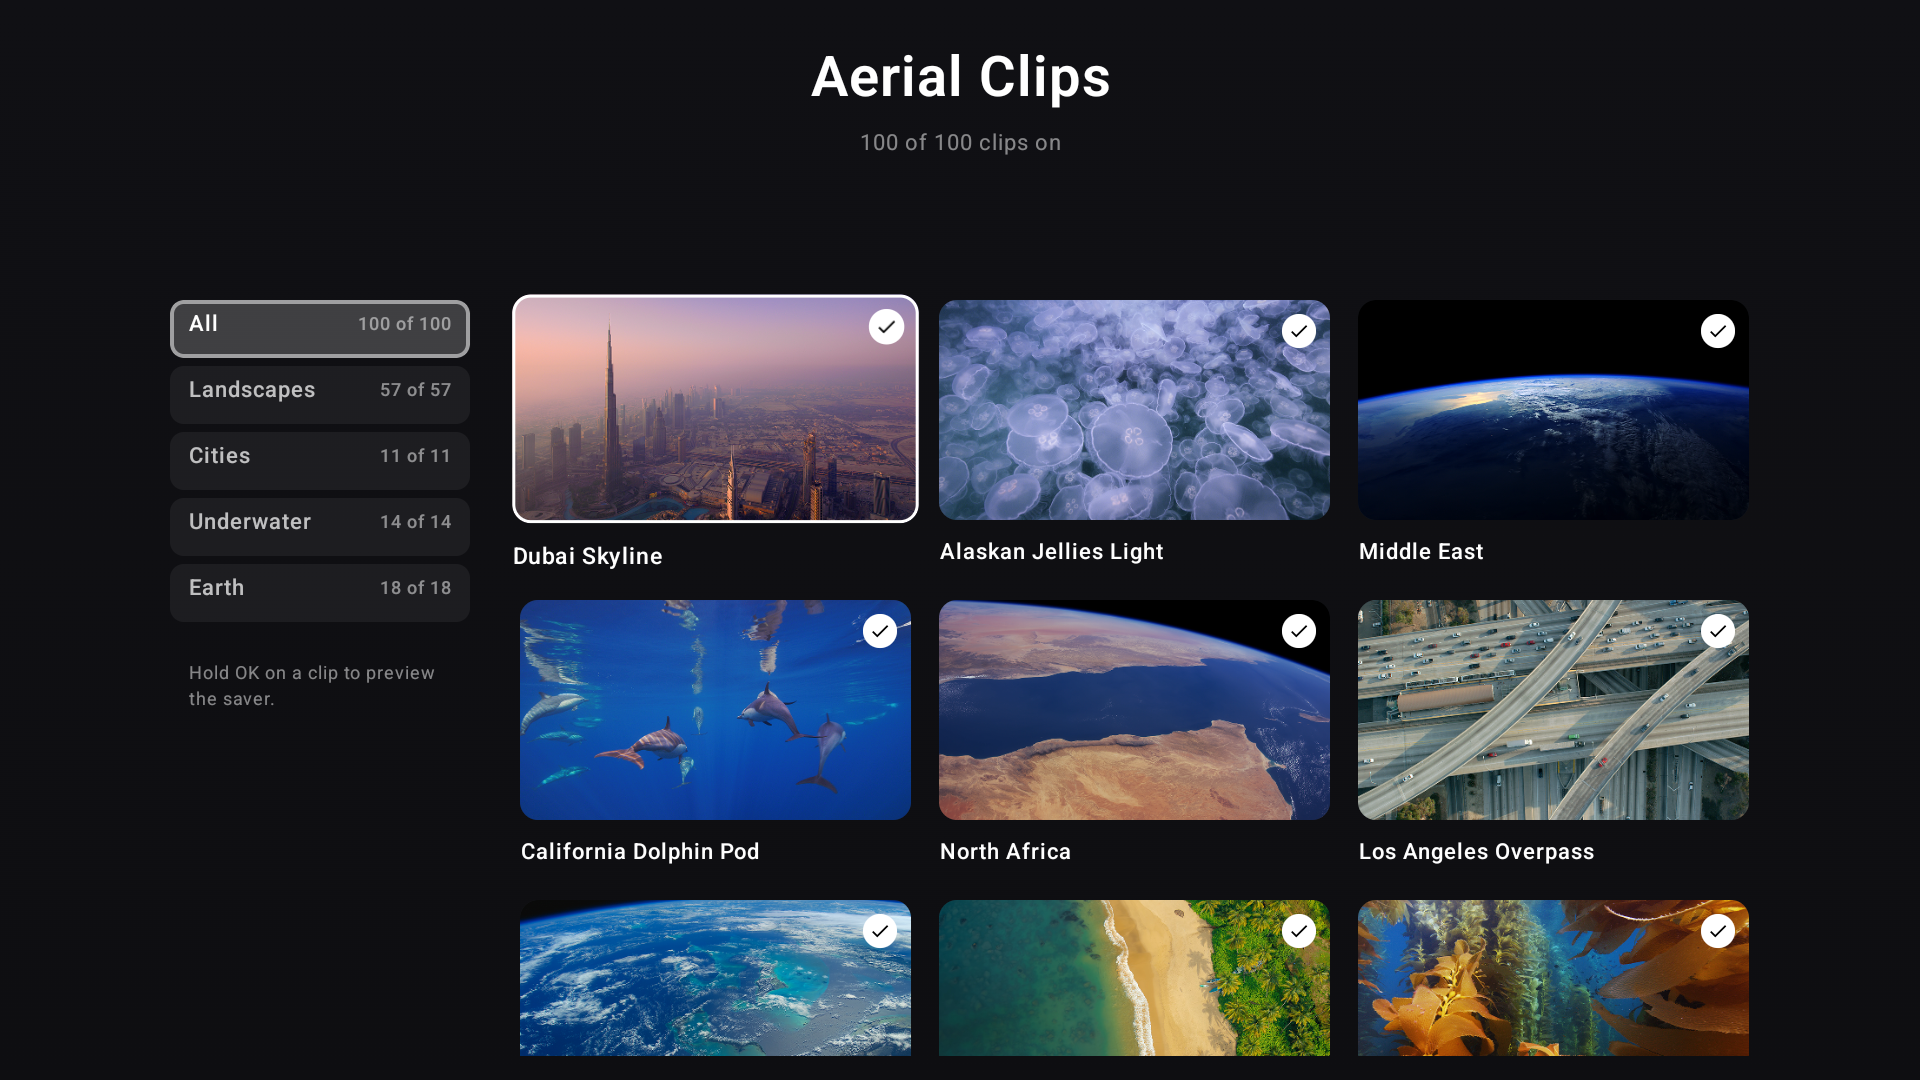 Aerial Clips
100 of 100 clips on
All 100 of 100
Landscapes 57 of 57
Cities 11 of 11
Underwater 14 of 14
Earth 18 of 18
Hold OK on a clip to preview
the saver.
Dubai Skyline
Alaskan Jellies Light
Middle East
California Dolphin Pod
North Africa
Los Angeles Overpass